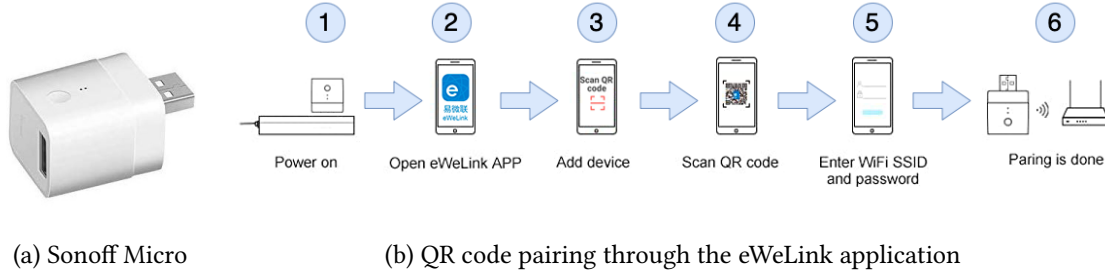 1
2
3
4
5
6
Scan QR
code
e
易微联
eWeLink
Power on
Open eWeLink APP
Add device
Scan QR code
Enter WiFi SSID
and password
Paring is done
(a) Sonoff Micro
(b) QR code pairing through the eWeLink application